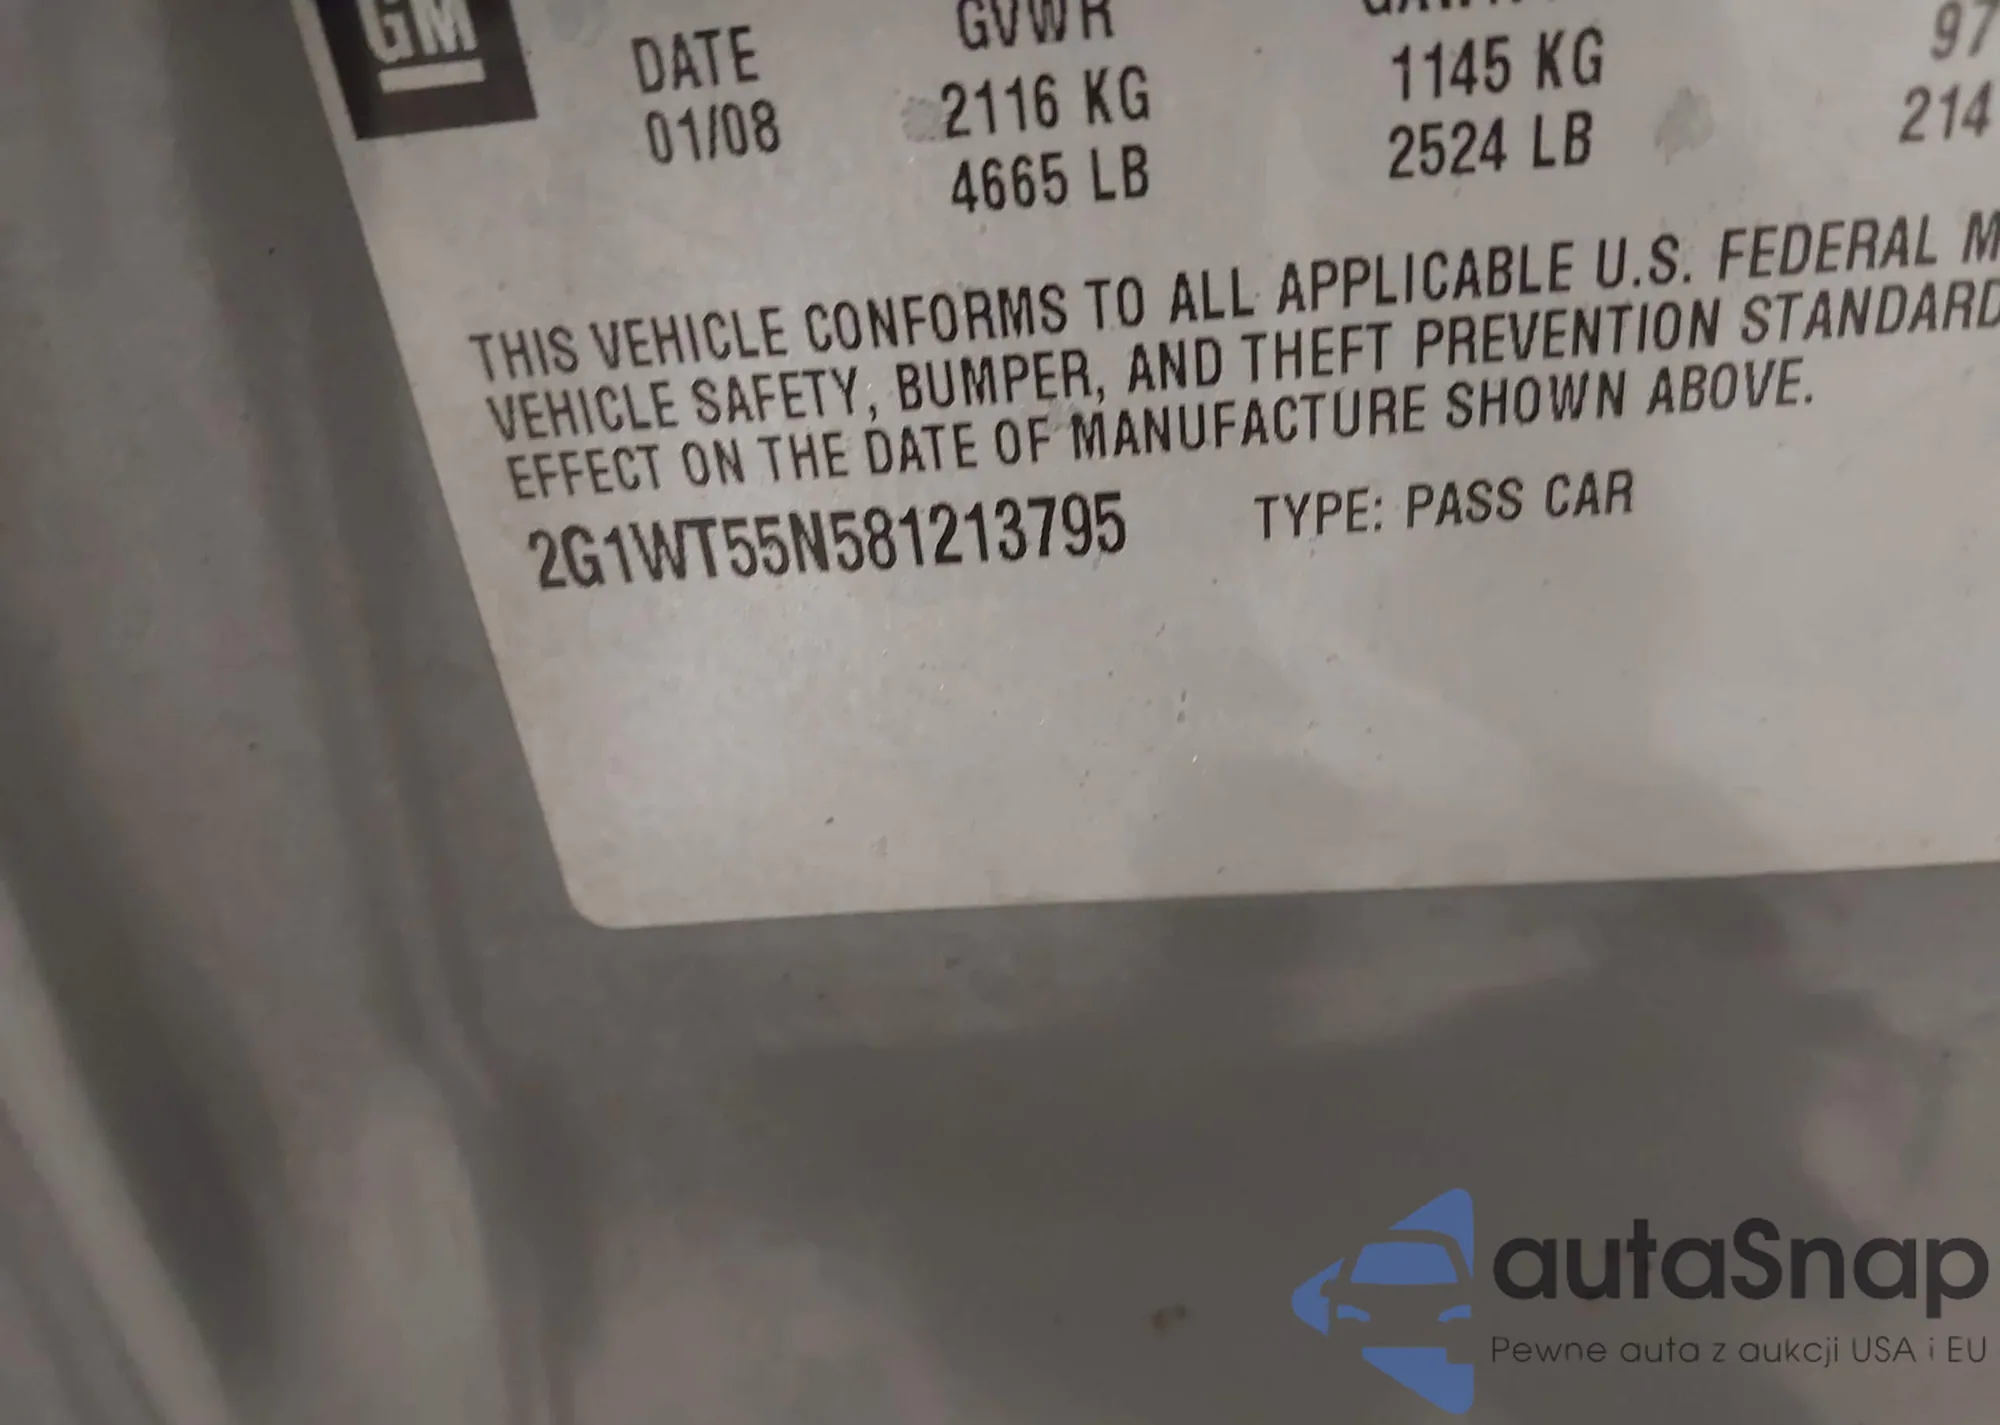 GM
DATE GVWR
01/08 2116 KG 1145 KG 97
4665 LB 2524 LB 214
THIS VEHICLE CONFORMS TO ALL APPLICABLE U.S. FEDERAL M
VEHICLE SAFETY, BUMPER, AND THEFT PREVENTION STANDARD
EFFECT ON THE DATE OF MANUFACTURE SHOWN ABOVE.
2G1WT55N581213795 TYPE: PASS CAR
autaSnap
Pewne auta z aukcji USA i EU